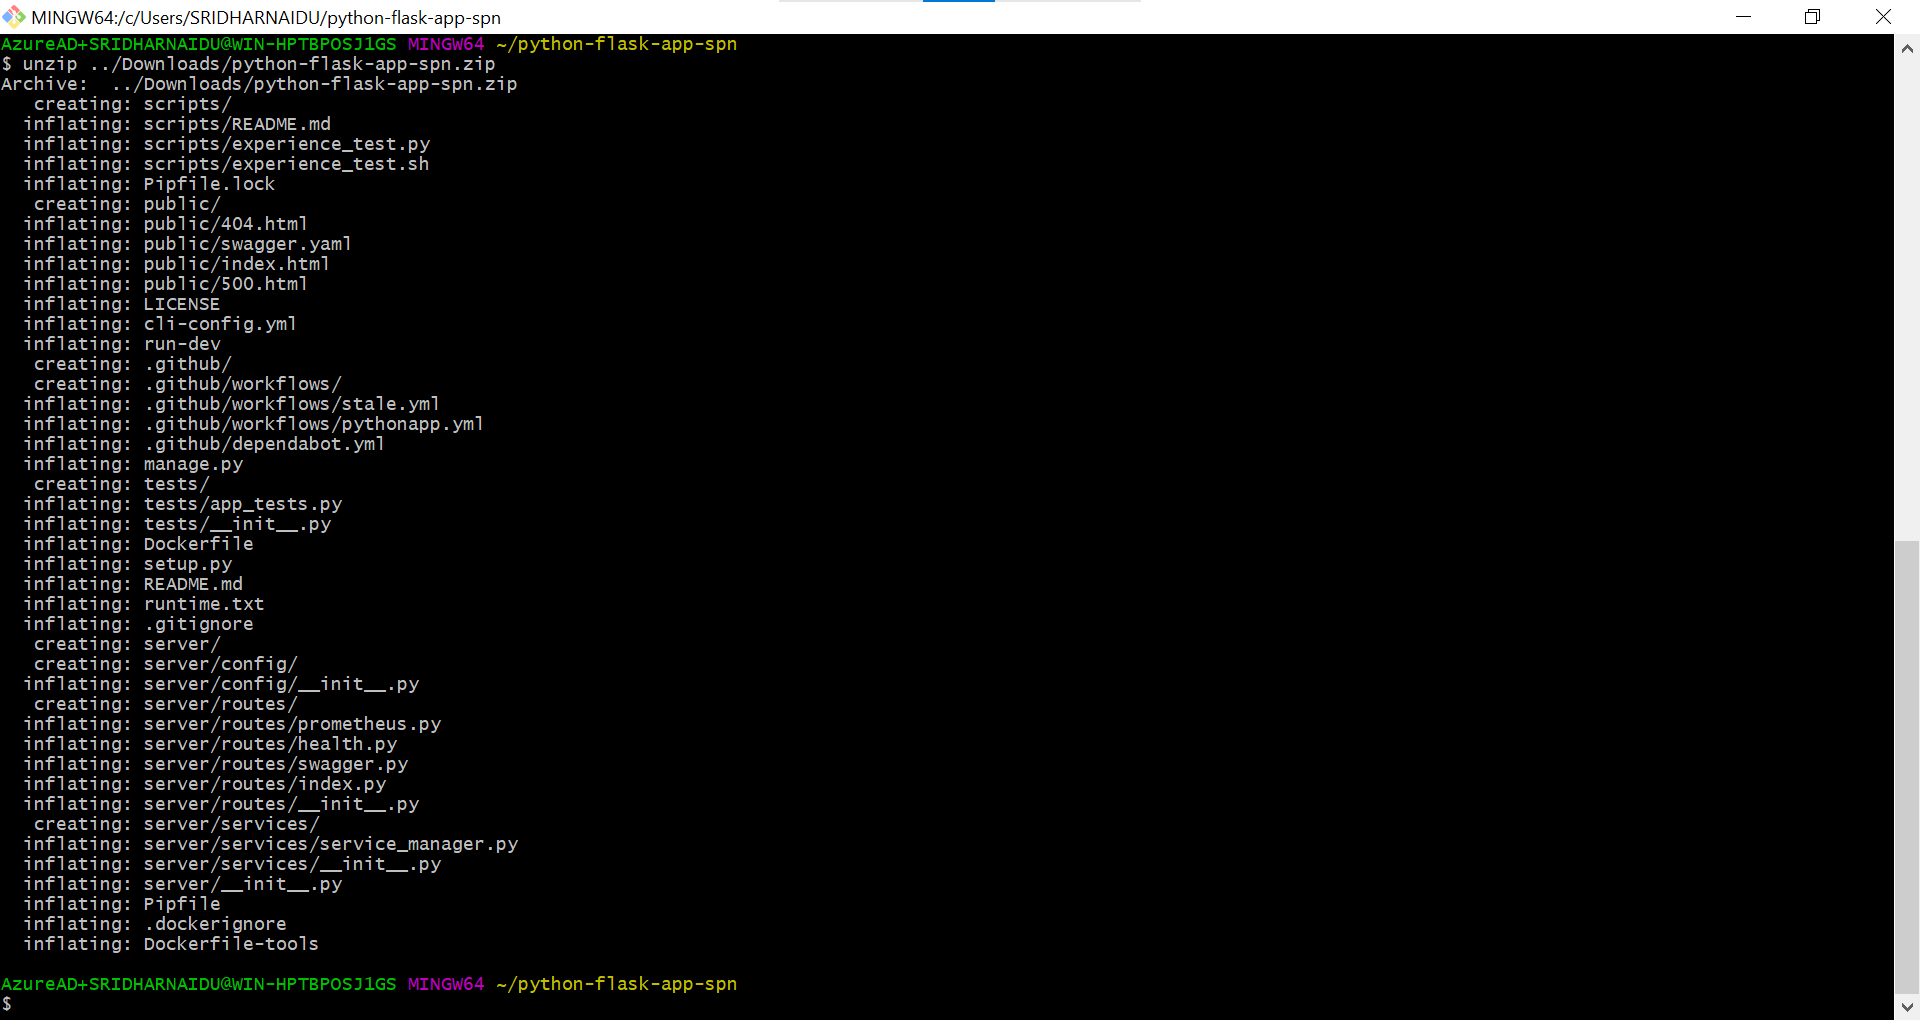 MINGW64:/c/Users/SRIDHARNAIDU/python-flask-app-spn
AzureAD+SRIDHARNAIDU@WIN-HPTBPOSJ1GS MINGW64 ~/python-flask-app-spn
$ unzip ../Downloads/python-flask-app-spn.zip
Archive:  ../Downloads/python-flask-app-spn.zip
   creating: scripts/
  inflating: scripts/README.md
  inflating: scripts/experience_test.py
  inflating: scripts/experience_test.sh
  inflating: Pipfile.lock
   creating: public/
  inflating: public/404.html
  inflating: public/swagger.yaml
  inflating: public/index.html
  inflating: public/500.html
  inflating: LICENSE
  inflating: cli-config.yml
  inflating: run-dev
   creating: .github/
   creating: .github/workflows/
  inflating: .github/workflows/stale.yml
  inflating: .github/workflows/pythonapp.yml
  inflating: .github/dependabot.yml
  inflating: manage.py
   creating: tests/
  inflating: tests/app_tests.py
  inflating: tests/__init__.py
  inflating: Dockerfile
  inflating: setup.py
  inflating: README.md
  inflating: runtime.txt
  inflating: .gitignore
   creating: server/
   creating: server/config/
  inflating: server/config/__init__.py
   creating: server/routes/
  inflating: server/routes/prometheus.py
  inflating: server/routes/health.py
  inflating: server/routes/swagger.py
  inflating: server/routes/index.py
  inflating: server/routes/__init__.py
   creating: server/services/
  inflating: server/services/service_manager.py
  inflating: server/services/__init__.py
  inflating: server/__init__.py
  inflating: Pipfile
  inflating: .dockerignore
  inflating: Dockerfile-tools
AzureAD+SRIDHARNAIDU@WIN-HPTBPOSJ1GS MINGW64 ~/python-flask-app-spn
$